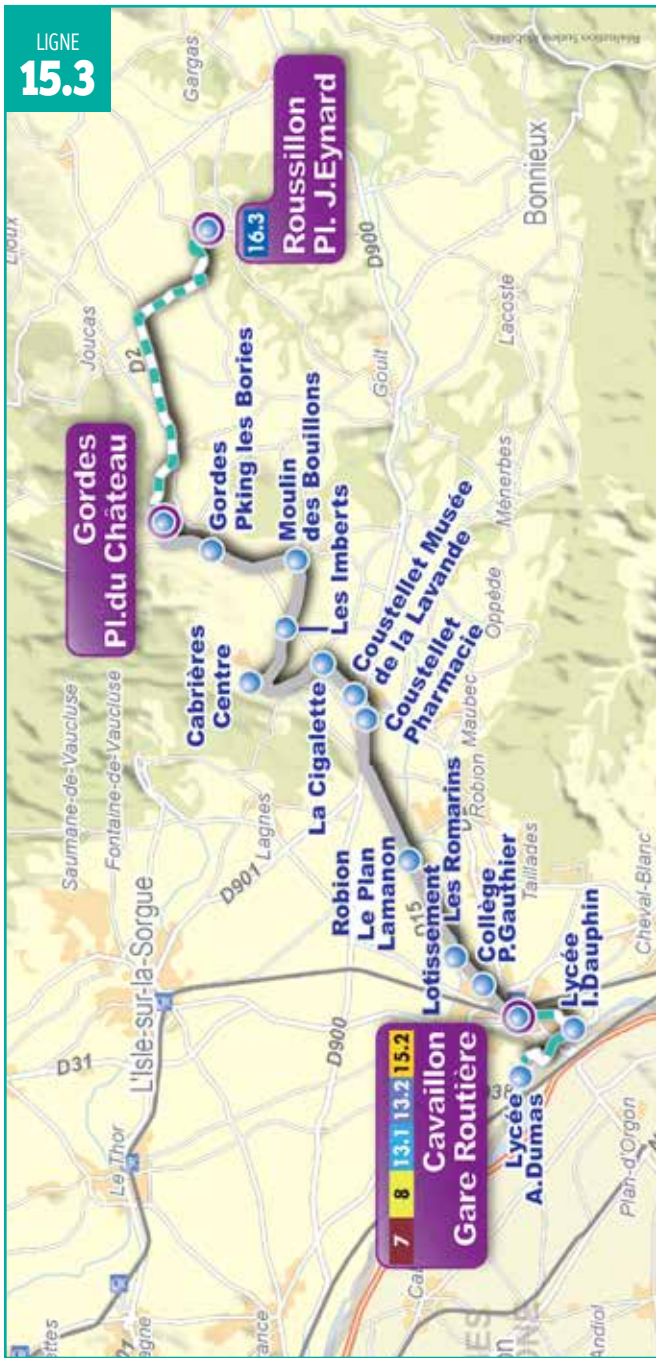 LIGNE
15.3
Lioux
Gargas
Joucas
D2
16.3
Roussillon
Pl. J.Eynard
Gordes
Pl.du Château
Gordes
Pking les Bories
Moulin
des Bouillons
Les Imberts
Cabrières
Centre
La Cigalette
Coustellet Musée
de la Lavande
Coustellet
Pharmacie
Robion
Le Plan
Lamanon
Lotissement
Les Romarins
Collège
P.Gauthier
7 8 13.1 13.2 15.2
Cavaillon
Gare Routière
Lycée
A.Dumas
Lycée
I.Dauphin
Saumane-de-Vaucluse
Fontaine-de-Vaucluse
Lagnes
D901
L'Isle-sur-la-Sorgue
D31
Le Thor
D900
D15
D900
Goult
Bonnieux
Lacoste
Ménerbes
Oppède
Maubec
Robion
Taillades
Cheval-Blanc
Plan-d'Orgon